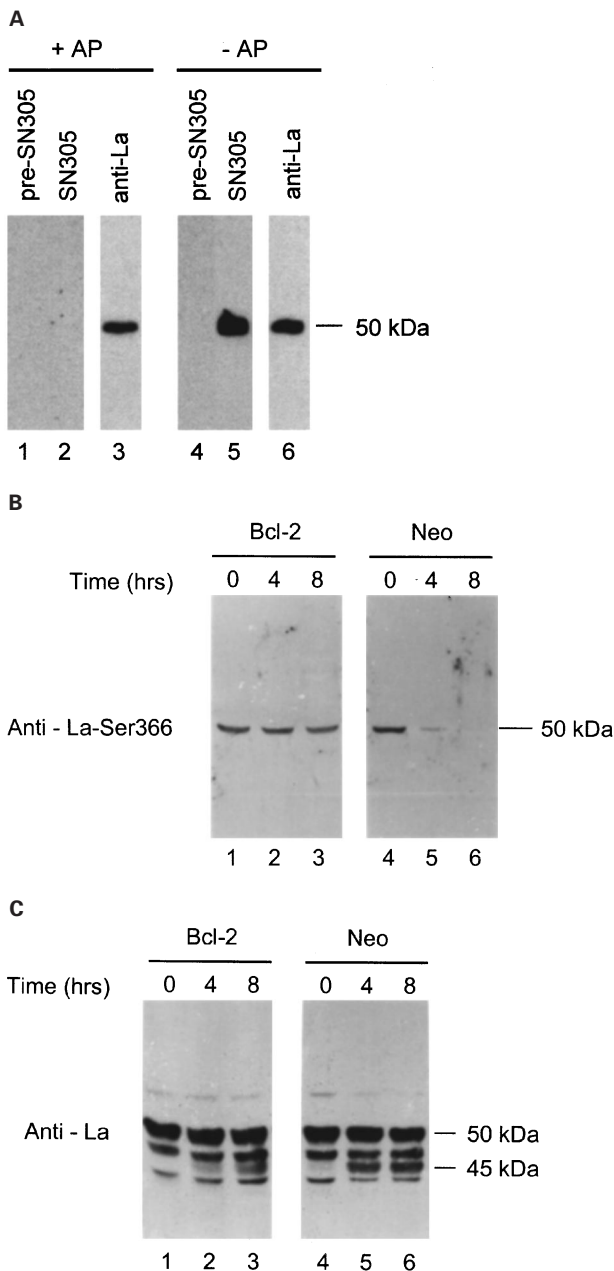 A
+ AP - AP
pre-SN305 SN305 anti-La pre-SN305 SN305 anti-La
50 kDa
1 2 3 4 5 6
B
Bcl-2 Neo
Time (hrs) 0 4 8 0 4 8
Anti - La-Ser366 50 kDa
1 2 3 4 5 6
C
Bcl-2 Neo
Time (hrs) 0 4 8 0 4 8
Anti - La 50 kDa
45 kDa
1 2 3 4 5 6